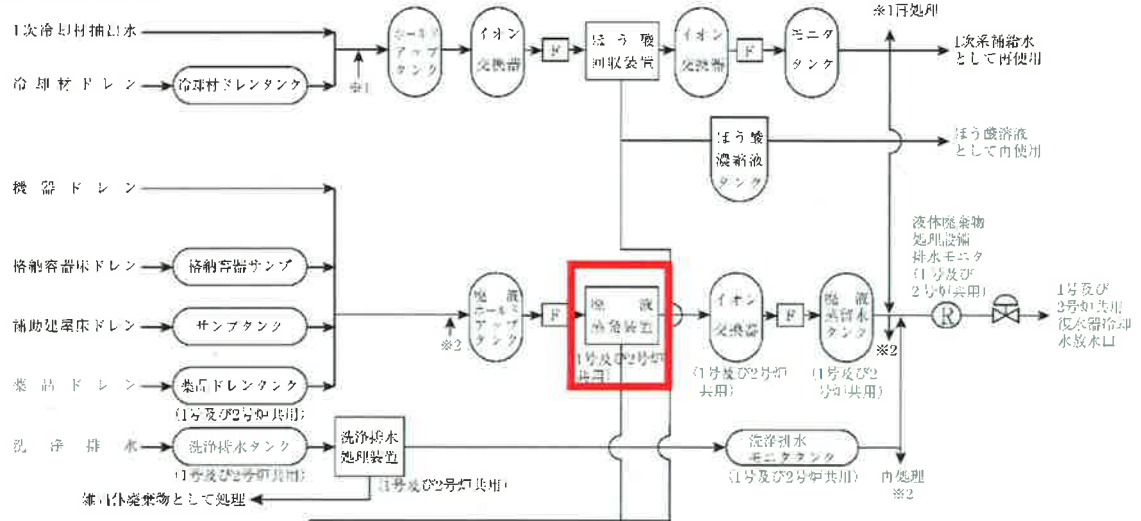 1次冷却材抽出水
冷却材ドレン
冷却材ドレンタンク
※1
ホールド
アップ
タンク
イオン
交換器
F
ほう酸
回収装置
イオン
交換器
F
モニタ
タンク
※1再処理
1次系補給水
として再使用
ほう酸
濃縮液
タンク
ほう酸溶液
として再使用
機器ドレン
格納容器床ドレン
格納容器サンプ
補助建屋床ドレン
サンプタンク
薬品ドレン
薬品ドレンタンク
(1号及び2号炉共用)
※2
廃液
ホールド
アップ
タンク
F
廃液
蒸発装置
(1号及び2号炉
共用)
イオン
交換器
(1号及び2号炉
共用)
F
廃液
蒸留水
タンク
(1号及び2
号炉共用)
※2
液体廃棄物
処理設備
排水モニタ
(1号及び
2号炉共用)
R
1号及び
2号炉共用
復水器冷却
水放水口
洗浄排水
洗浄排水タンク
(1号及び2号炉共用)
洗浄排水
処理装置
(1号及び2号炉共用)
雑固体廃棄物として処理
洗浄排水
モニタタンク
(1号及び2号炉共用)
再処理
※2